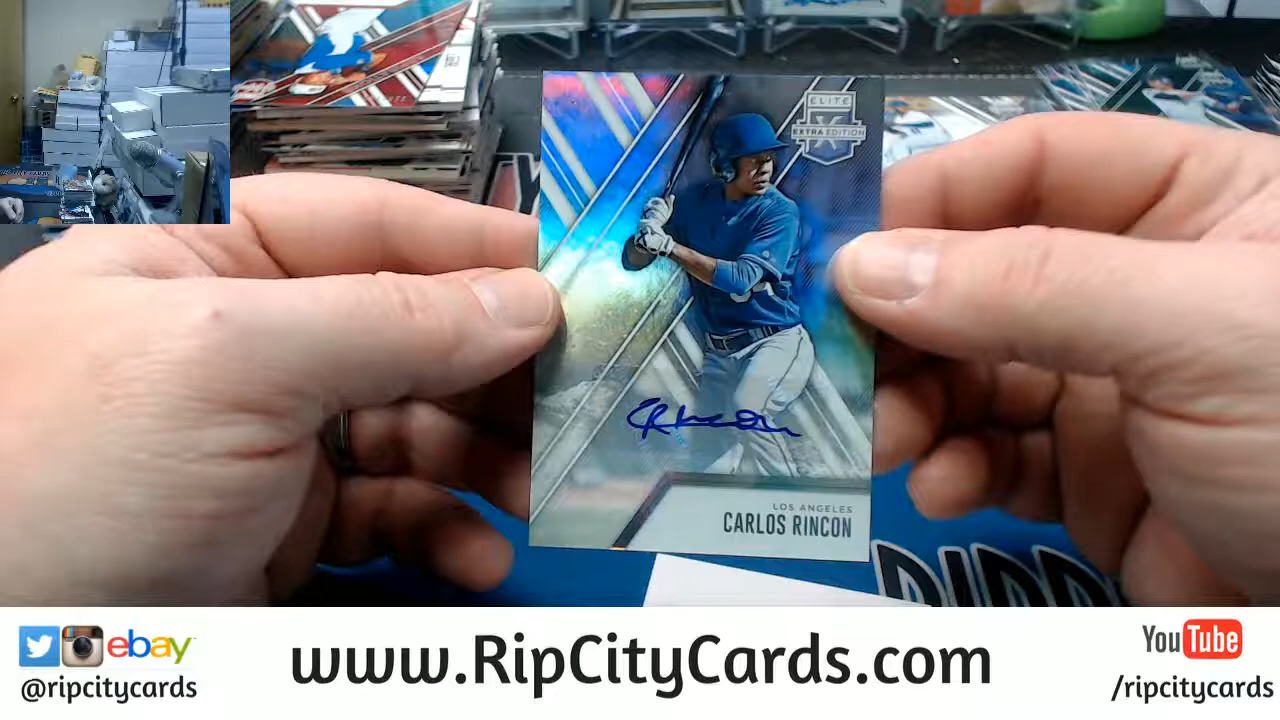 ELITE
X
EXTRA EDITION
LOS ANGELES
CARLOS RINCON
ebay
@ripcitycards
www.RipCityCards.com
YouTube
/ripcitycards